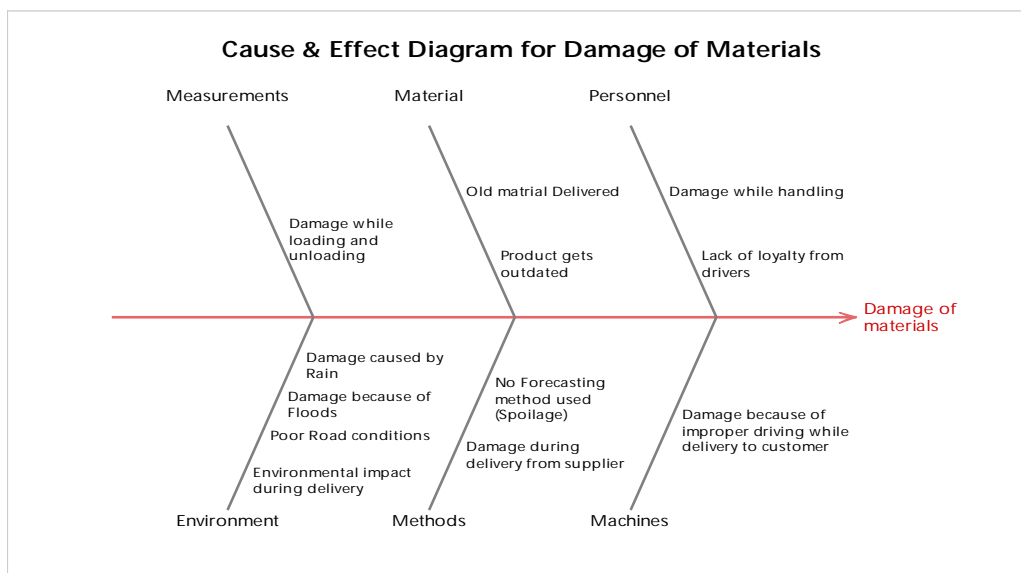 Cause & Effect Diagram for Damage of Materials
Measurements
Material
Personnel
Old matrial Delivered
Damage while handling
Damage while
loading and
unloading
Product gets
outdated
Lack of loyalty from
drivers
Damage of
materials
Damage caused by
Rain
Damage because of
Floods
Poor Road conditions
Environmental impact
during delivery
No Forecasting
method used
(Spoilage)
Damage during
delivery from supplier
Damage because of
improper driving while
delivery to customer
Environment
Methods
Machines